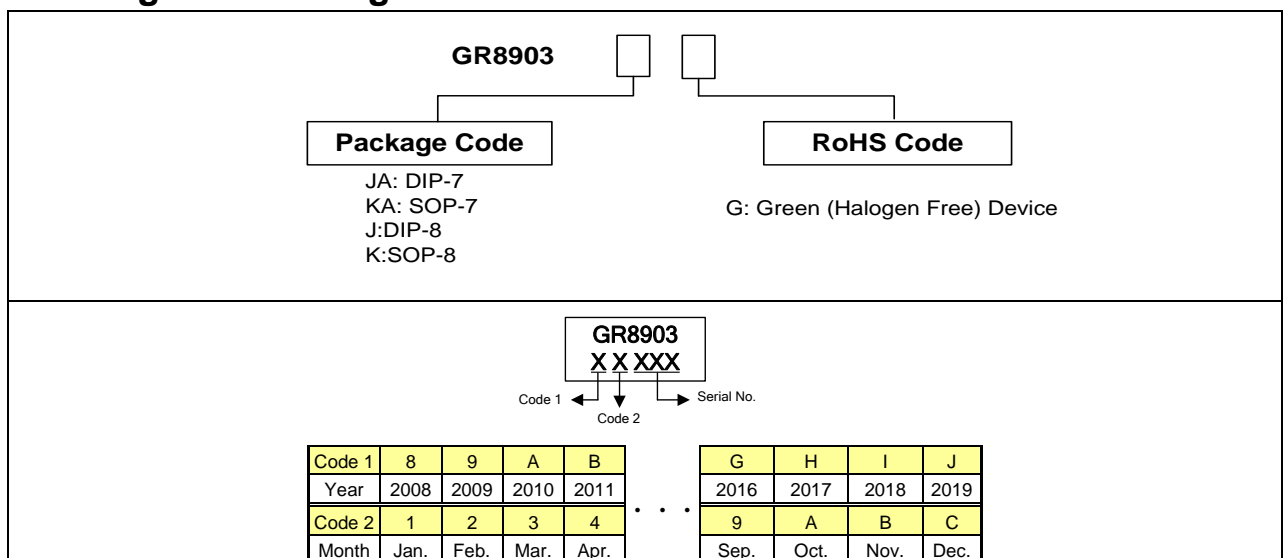 GR8903
Package Code
RoHS Code
JA: DIP-7
KA: SOP-7
J:DIP-8
K:SOP-8
G: Green (Halogen Free) Device
GR8903
X X XXX
Code 1
Serial No.
Code 2
Code 1 8 9 A B G H I J
Year 2008 2009 2010 2011 . . . 2016 2017 2018 2019
Code 2 1 2 3 4 9 A B C
Month Jan. Feb. Mar. Apr. Sep. Oct. Nov. Dec.